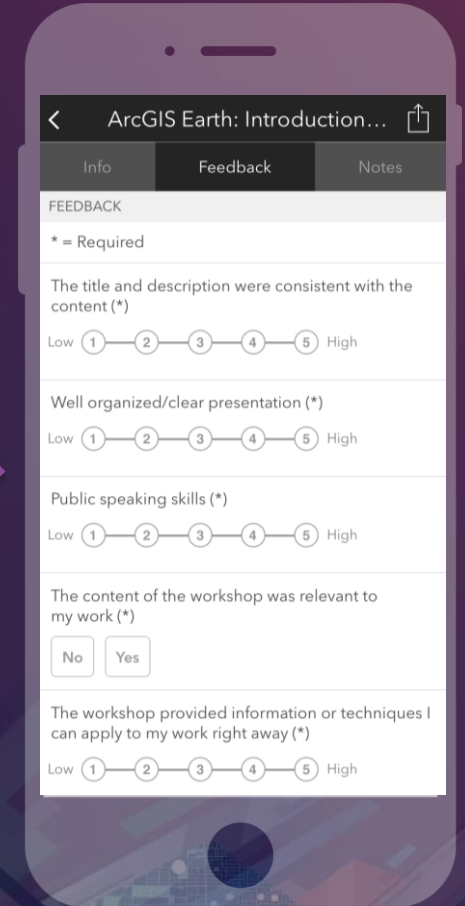 ArcGIS Earth: Introduction...
Info Feedback Notes
FEEDBACK
* = Required
The title and description were consistent with the
content (*)
Low 1 2 3 4 5 High
Well organized/clear presentation (*)
Low 1 2 3 4 5 High
Public speaking skills (*)
Low 1 2 3 4 5 High
The content of the workshop was relevant to
my work (*)
No Yes
The workshop provided information or techniques I
can apply to my work right away (*)
Low 1 2 3 4 5 High